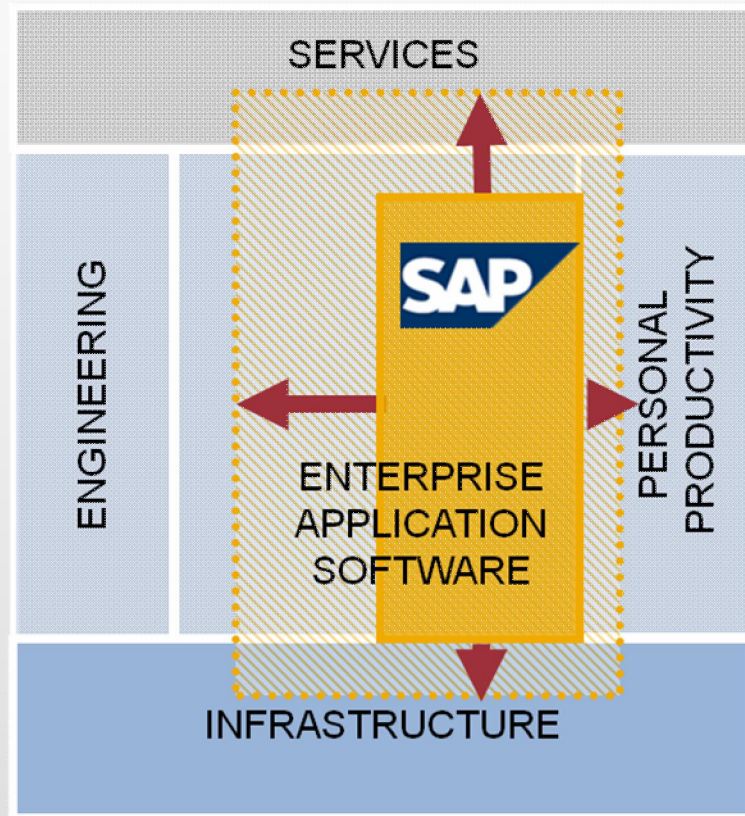 SERVICES
ENGINEERING
SAP
PERSONAL
PRODUCTIVITY
ENTERPRISE
APPLICATION
SOFTWARE
INFRASTRUCTURE